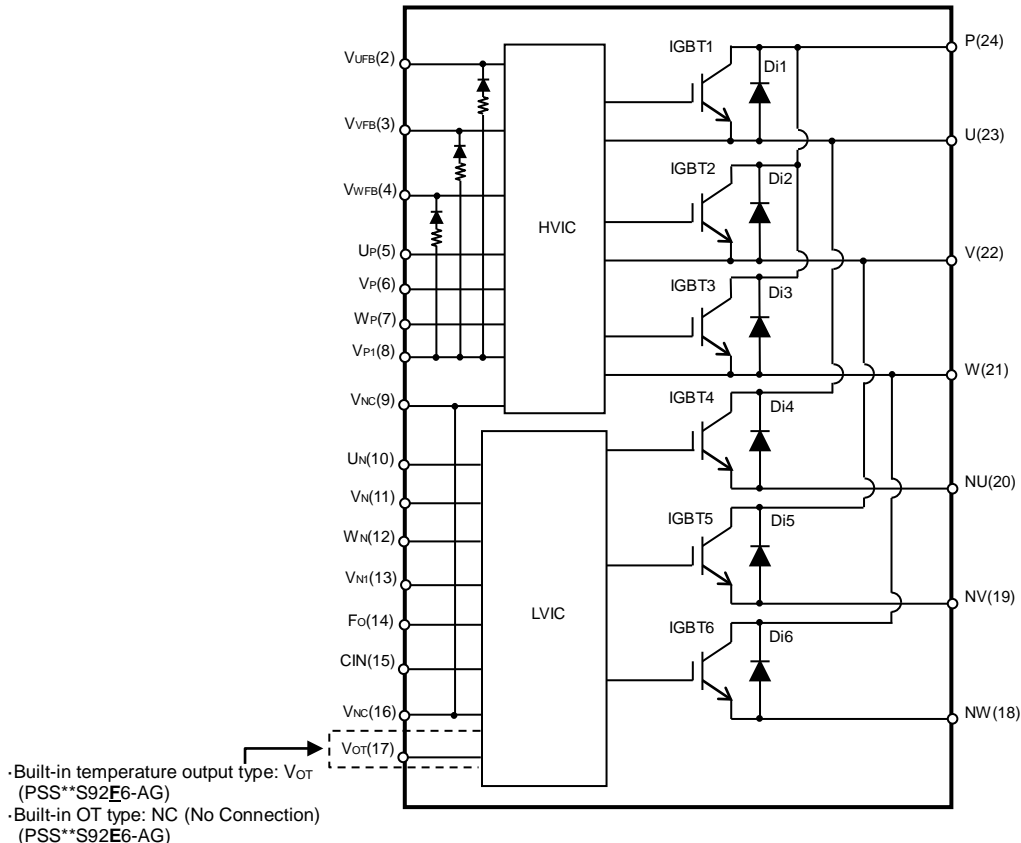 VUFB(2)
VVFB(3)
VWFB(4)
UP(5)
VP(6)
WP(7)
VP1(8)
VNC(9)
UN(10)
VN(11)
WN(12)
VN1(13)
FO(14)
CIN(15)
VNC(16)
VOT(17)
HVIC
LVIC
IGBT1
Di1
IGBT2
Di2
IGBT3
Di3
IGBT4
Di4
IGBT5
Di5
IGBT6
Di6
P(24)
U(23)
V(22)
W(21)
NU(20)
NV(19)
NW(18)
·Built-in temperature output type: VOT
(PSS**S92F6-AG)
·Built-in OT type: NC (No Connection)
(PSS**S92E6-AG)